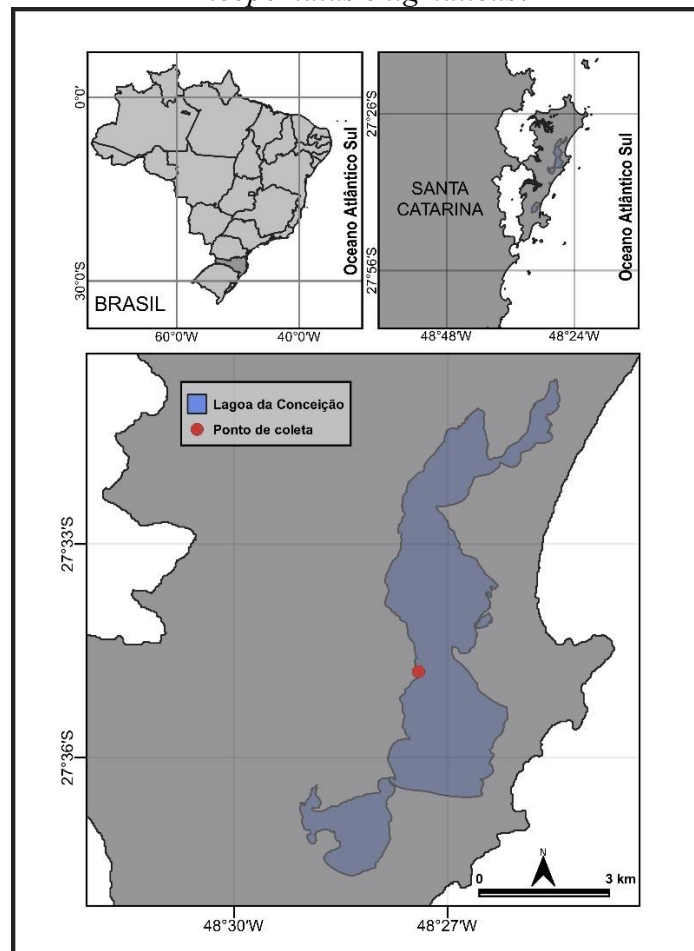 0°0'
30°0'S
BRASIL
Oceano Atlântico Sul
60°0'W
40°0'W
27°26'S
27°56'S
SANTA
CATARINA
Oceano Atlântico Sul
48°48'W
48°24'W
Lagoa da Conceição
Ponto de coleta
27°33'S
27°36'S
N
0
3 km
48°30'W
48°27'W